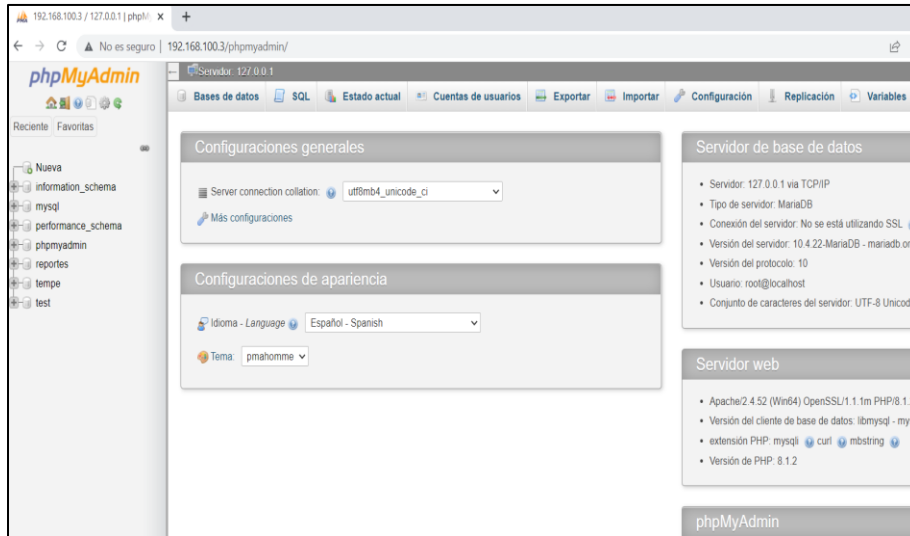 192.168.100.3 / 127.0.0.1 | phpM
No es seguro | 192.168.100.3/phpmyadmin/
phpMyAdmin
Reciente Favoritas
Nueva
information_schema
mysql
performance_schema
phpmyadmin
reportes
tempe
test
Servidor: 127.0.0.1
Bases de datos SQL Estado actual Cuentas de usuarios Exportar Importar Configuración Replicación Variables
Configuraciones generales
Server connection collation: utf8mb4_unicode_ci
Más configuraciones
Configuraciones de apariencia
Idioma - Language Español - Spanish
Tema: pmahomme
Servidor de base de datos
Servidor: 127.0.0.1 via TCP/IP
Tipo de servidor: MariaDB
Conexión del servidor: No se está utilizando SSL
Versión del servidor: 10.4.22-MariaDB - mariadb.or
Versión del protocolo: 10
Usuario: root@localhost
Conjunto de caracteres del servidor: UTF-8 Unicod
Servidor web
Apache/2.4.52 (Win64) OpenSSL/1.1.1m PHP/8.1.
Versión del cliente de base de datos: libmysql - my
extensión PHP: mysqli curl mbstring
Versión de PHP: 8.1.2
phpMyAdmin